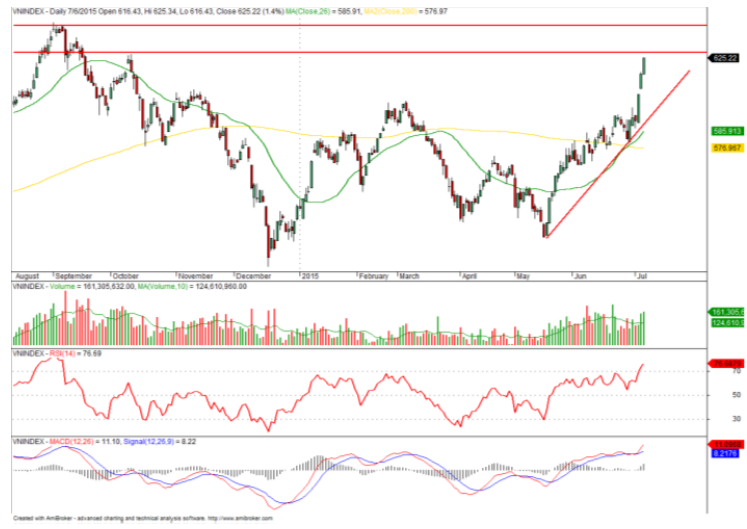 VNINDEX - Daily 7/6/2015 Open 616.43, Hi 625.34, Lo 616.43, Close 625.22 (1.4%) MA(Close,26) = 585.91, MA2(Close,200) = 576.97
625.22
585.913
576.967
August September October November December 2015 February March April May Jun Jul
VNINDEX - Volume = 161,305,632.00, MA(Volume,10) = 124,610,960.00
161,305,6
124,610,9
VNINDEX - RSI(14) = 76.69
70
50
30
VNINDEX - MACD(12,26) = 11.10, Signal(12,26,9) = 8.22
8.2176
Created with AmiBroker - advanced charting and technical analysis software. http://www.amibroker.com